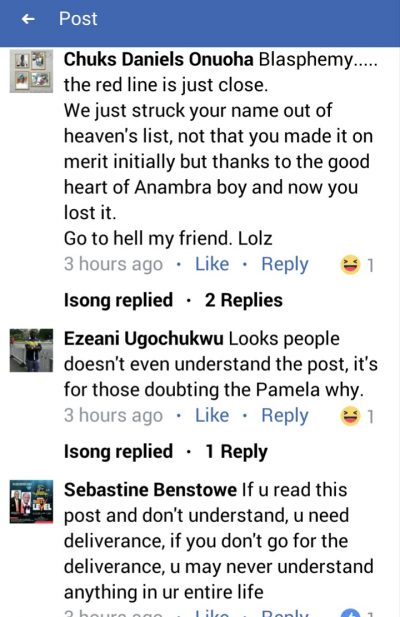 Post
Chuks Daniels Onuoha Blasphemy.....
the red line is just close.
We just struck your name out of
heaven's list, not that you made it on
merit initially but thanks to the good
heart of Anambra boy and now you
lost it.
Go to hell my friend. Lolz
3 hours ago · Like · Reply 1
Isong replied · 2 Replies
Ezeani Ugochukwu Looks people
doesn't even understand the post, it's
for those doubting the Pamela why.
3 hours ago · Like · Reply 1
Isong replied · 1 Reply
Sebastine Benstowe If u read this
post and don't understand, u need
deliverance, if you don't go for the
deliverance, u may never understand
anything in ur entire life
3 hours ago · Like · Reply 1